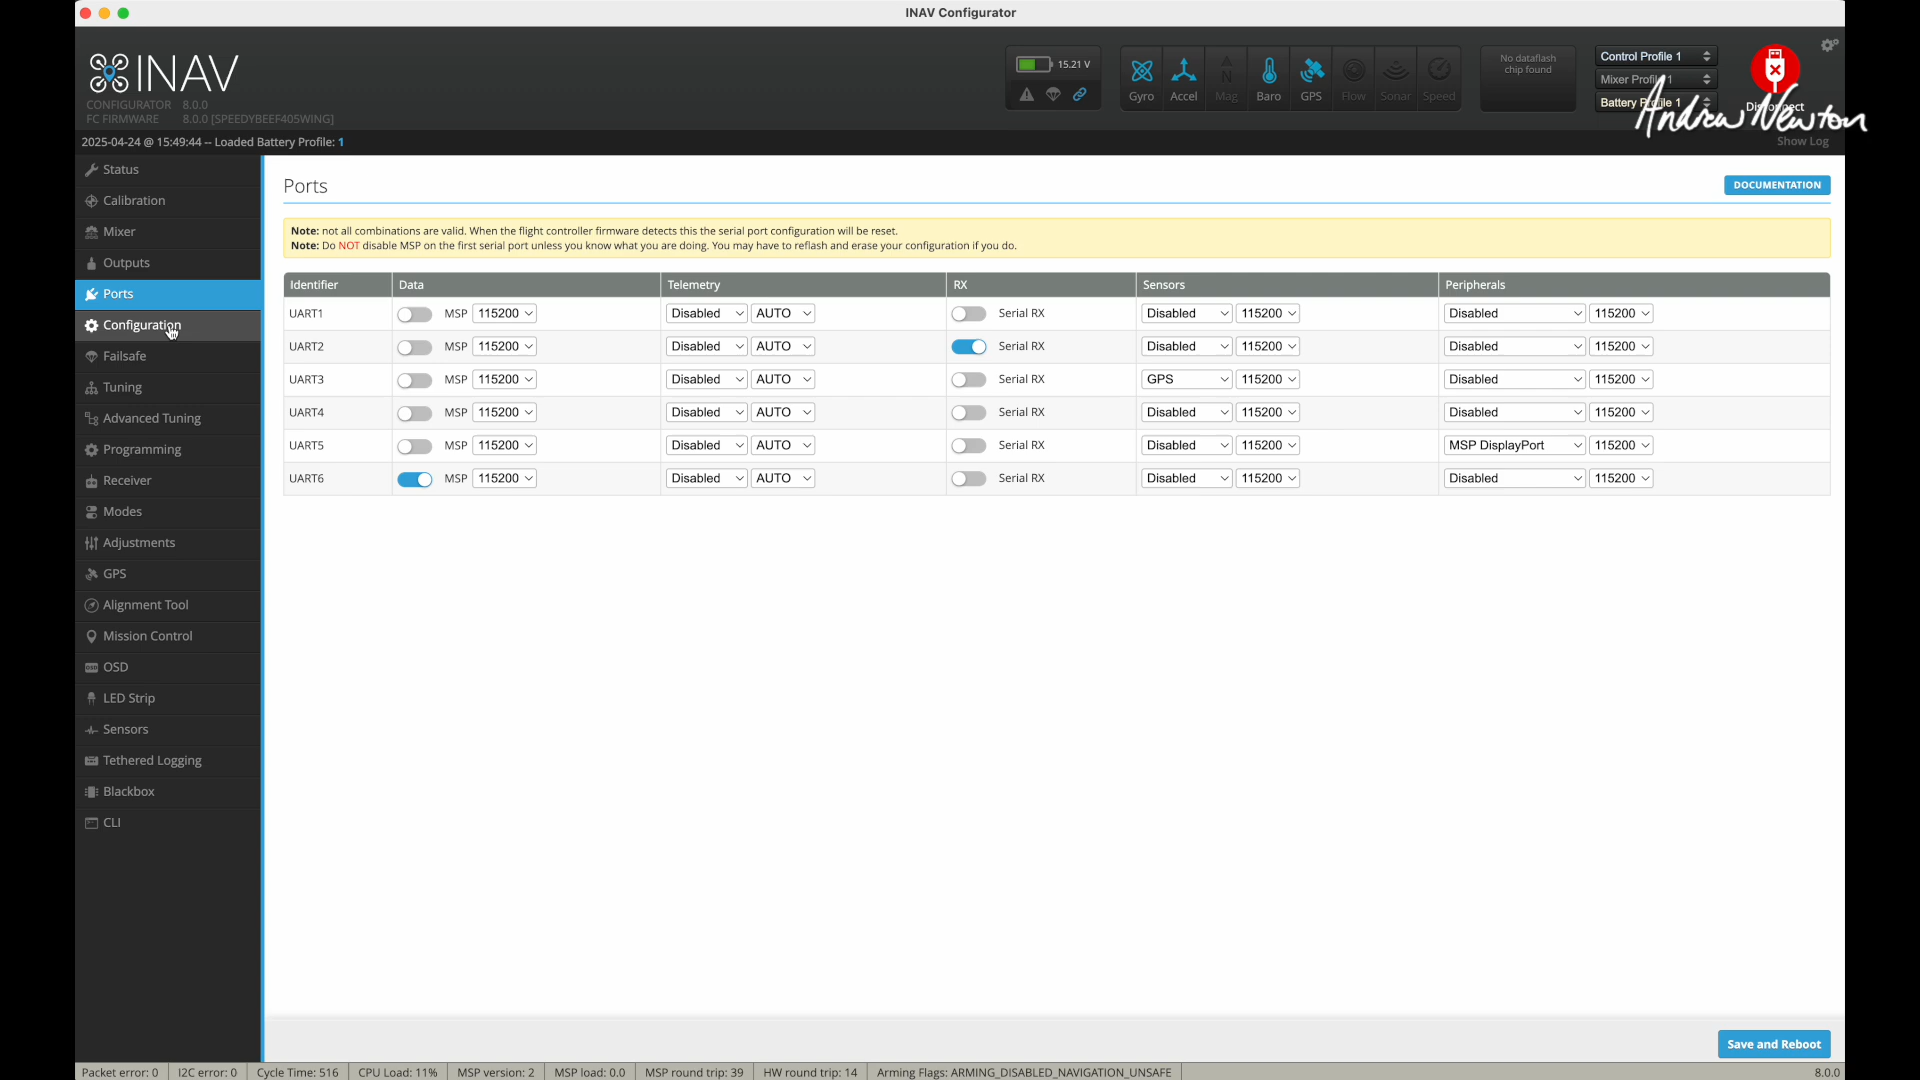 INAV Configurator
INAV
CONFIGURATOR 8.0.0
FC FIRMWARE 8.0.0 [SPEEDYBEEF405WING]
15.21 V
Gyro Accel Mag Baro GPS Flow Sonar Speed
No dataflash
chip found
Control Profile 1
Mixer Profile 1
Battery Profile 1
Disconnect
Andrew Newton
2025-04-24 @ 15:49:44 -- Loaded Battery Profile: 1
Show Log
Status
Calibration
Mixer
Outputs
Ports
Configuration
Failsafe
Tuning
Advanced Tuning
Programming
Receiver
Modes
Adjustments
GPS
Alignment Tool
Mission Control
OSD
LED Strip
Sensors
Tethered Logging
Blackbox
CLI
Ports
DOCUMENTATION
Note: not all combinations are valid. When the flight controller firmware detects this the serial port configuration will be reset.
Note: Do NOT disable MSP on the first serial port unless you know what you are doing. You may have to reflash and erase your configuration if you do.
Identifier Data Telemetry RX Sensors Peripherals
UART1 MSP 115200 Disabled AUTO Serial RX Disabled 115200 Disabled 115200
UART2 MSP 115200 Disabled AUTO Serial RX Disabled 115200 Disabled 115200
UART3 MSP 115200 Disabled AUTO Serial RX GPS 115200 Disabled 115200
UART4 MSP 115200 Disabled AUTO Serial RX Disabled 115200 Disabled 115200
UART5 MSP 115200 Disabled AUTO Serial RX Disabled 115200 MSP DisplayPort 115200
UART6 MSP 115200 Disabled AUTO Serial RX Disabled 115200 Disabled 115200
Save and Reboot
Packet error: 0 I2C error: 0 Cycle Time: 516 CPU Load: 11% MSP version: 2 MSP load: 0.0 MSP round trip: 39 HW round trip: 14 Arming Flags: ARMING_DISABLED_NAVIGATION_UNSAFE 8.0.0